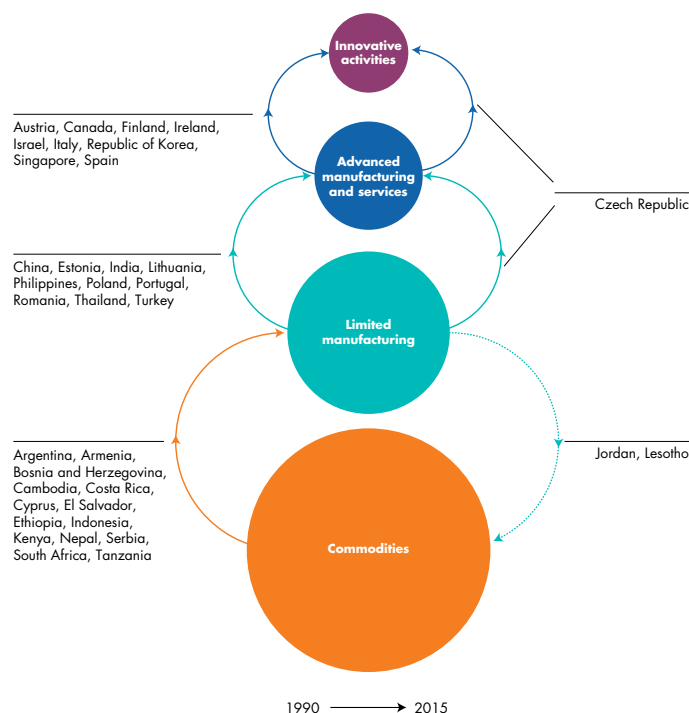 Innovative
activities
Austria, Canada, Finland, Ireland,
Israel, Italy, Republic of Korea,
Singapore, Spain
Advanced
manufacturing
and services
Czech Republic
China, Estonia, India, Lithuania,
Philippines, Poland, Portugal,
Romania, Thailand, Turkey
Limited
manufacturing
Argentina, Armenia,
Bosnia and Herzegovina,
Cambodia, Costa Rica,
Cyprus, El Salvador,
Ethiopia, Indonesia,
Kenya, Nepal, Serbia,
South Africa, Tanzania
Jordan, Lesotho
Commodities
1990 2015